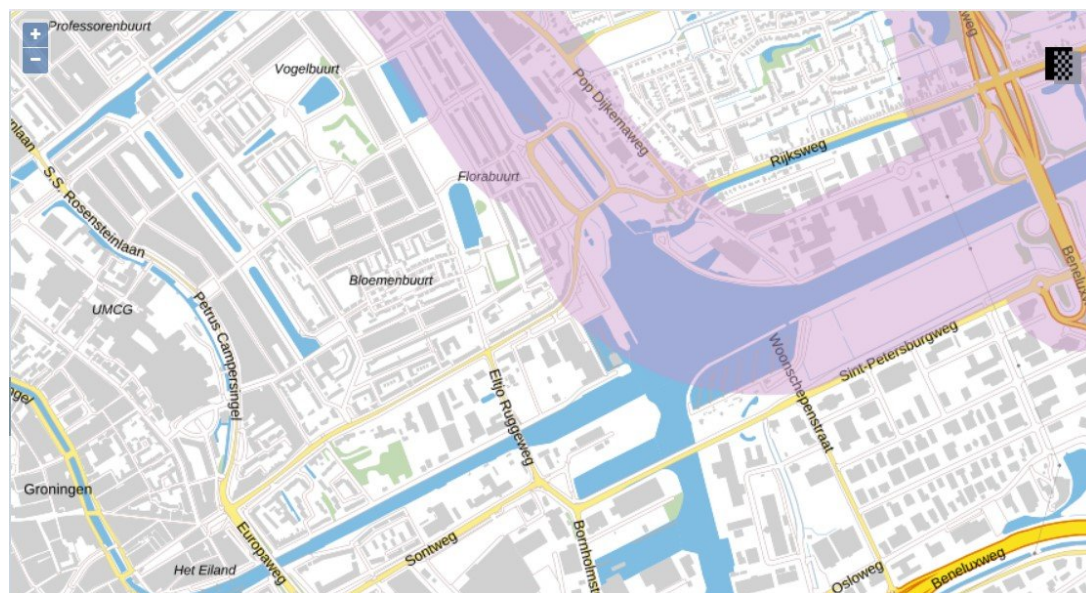 Professorenbuurt
+
−
Vogelbuurt
Pop Dijkemaweg
Rijksweg
S.S. Rosensteinlaan
Florabuurt
Bloemenbuurt
UMCG
Petrus Campersingel
Woonschepenstraat
Sint-Petersburgweg
Eltjo Ruggeweg
Groningen
Europaweg
Sontweg
Het Eiland
Osloweg
Beneluxweg